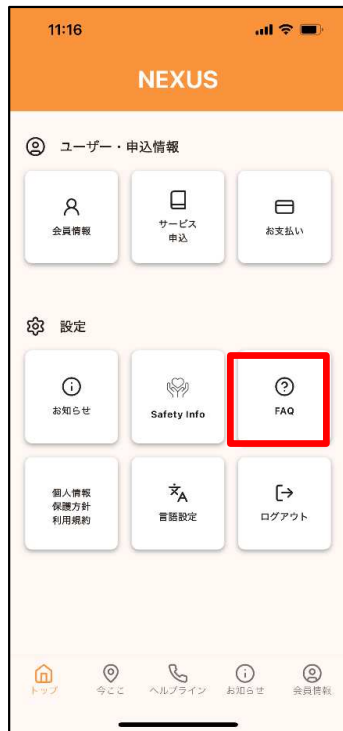 11:16
NEXUS
ユーザー・申込情報
会員情報
サービス
申込
お支払い
設定
お知らせ
Safety Info
FAQ
個人情報
保護方針
利用規約
言語設定
ログアウト
トップ
今ここ
ヘルプライン
お知らせ
会員情報